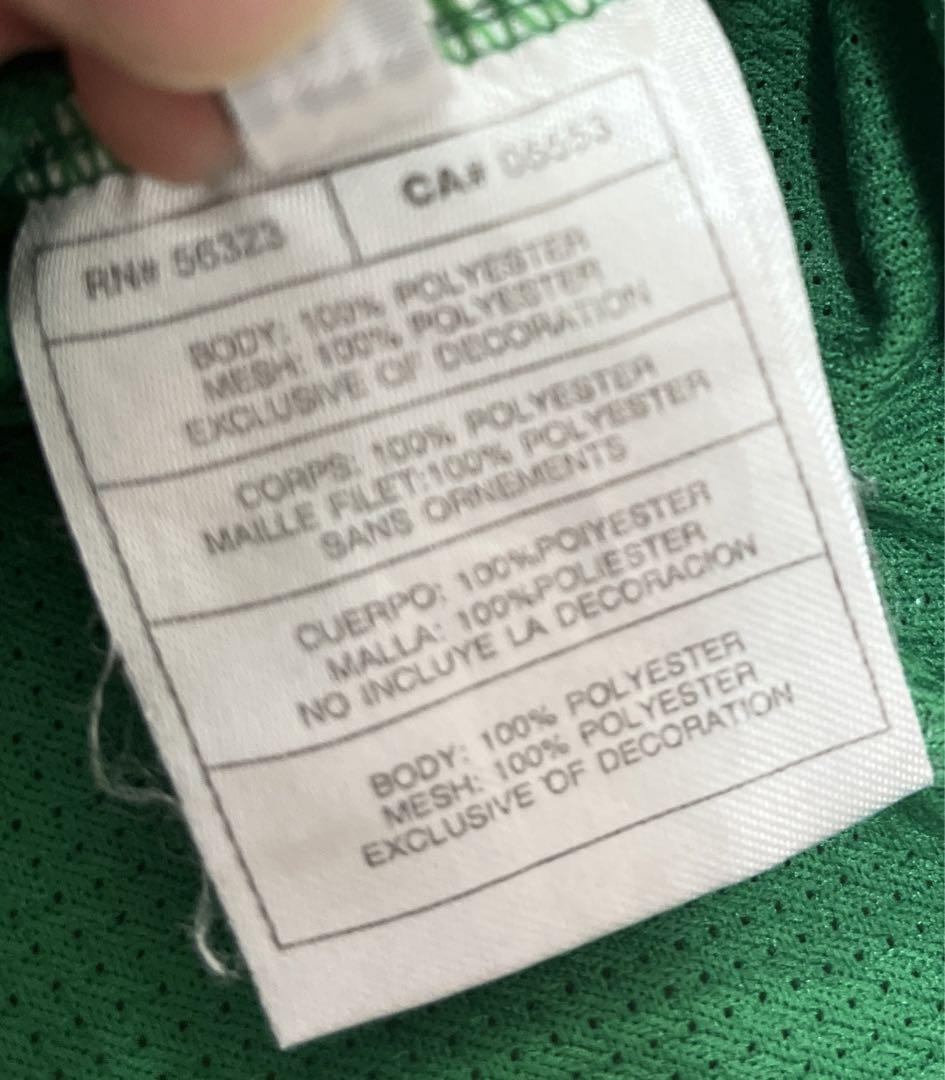 RN# 56323
CA# 05553
BODY: 100% POLYESTER
MESH: 100% POLYESTER
EXCLUSIVE OF DECORATION
CORPS: 100% POLYESTER
MAILLE FILET:100% POLYESTER
SANS ORNEMENTS
CUERPO: 100%.POIYESTER
MALLA: 100%.POLIESTER
NO INCLUYE LA DECORACION
BODY: 100% POLYESTER
MESH: 100% POLYESTER
EXCLUSIVE OF DECORATION